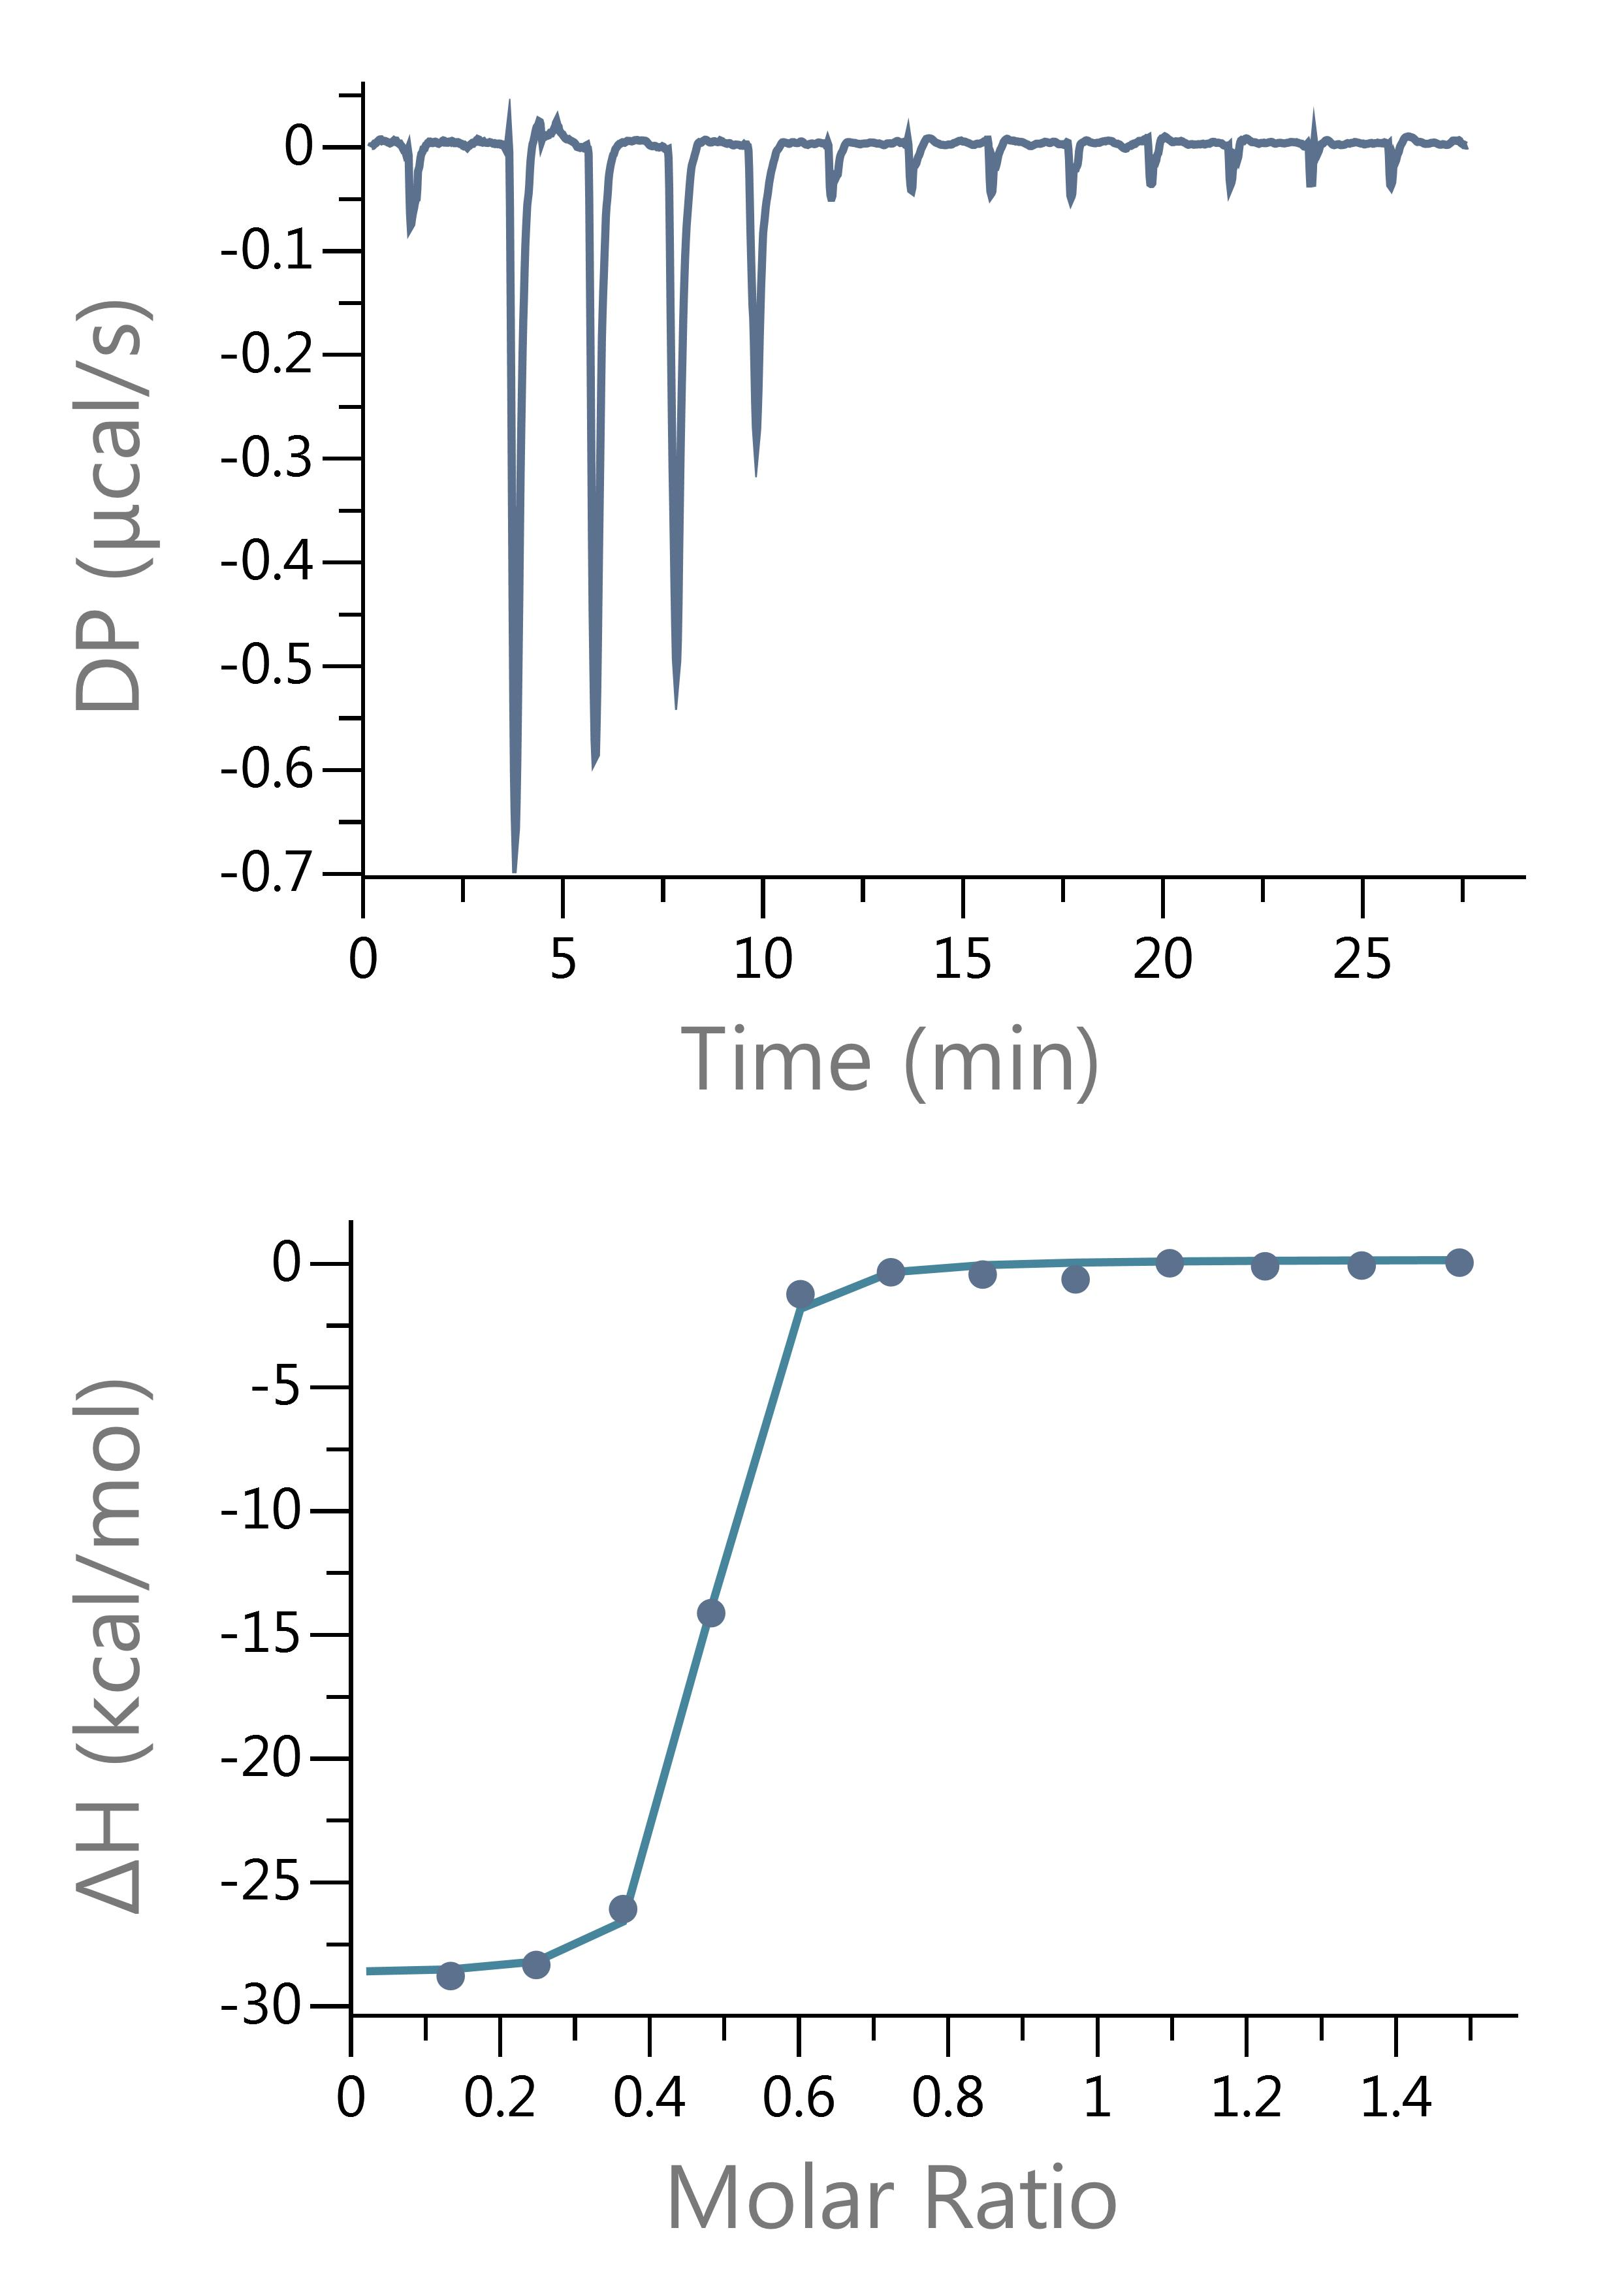 0
-0.1
-0.2
-0.3
-0.4
-0.5
-0.6
-0.7
DP (µcal/s)
0 5 10 15 20 25
Time (min)
0
-5
-10
-15
-20
-25
-30
ΔH (kcal/mol)
0 0.2 0.4 0.6 0.8 1 1.2 1.4
Molar Ratio